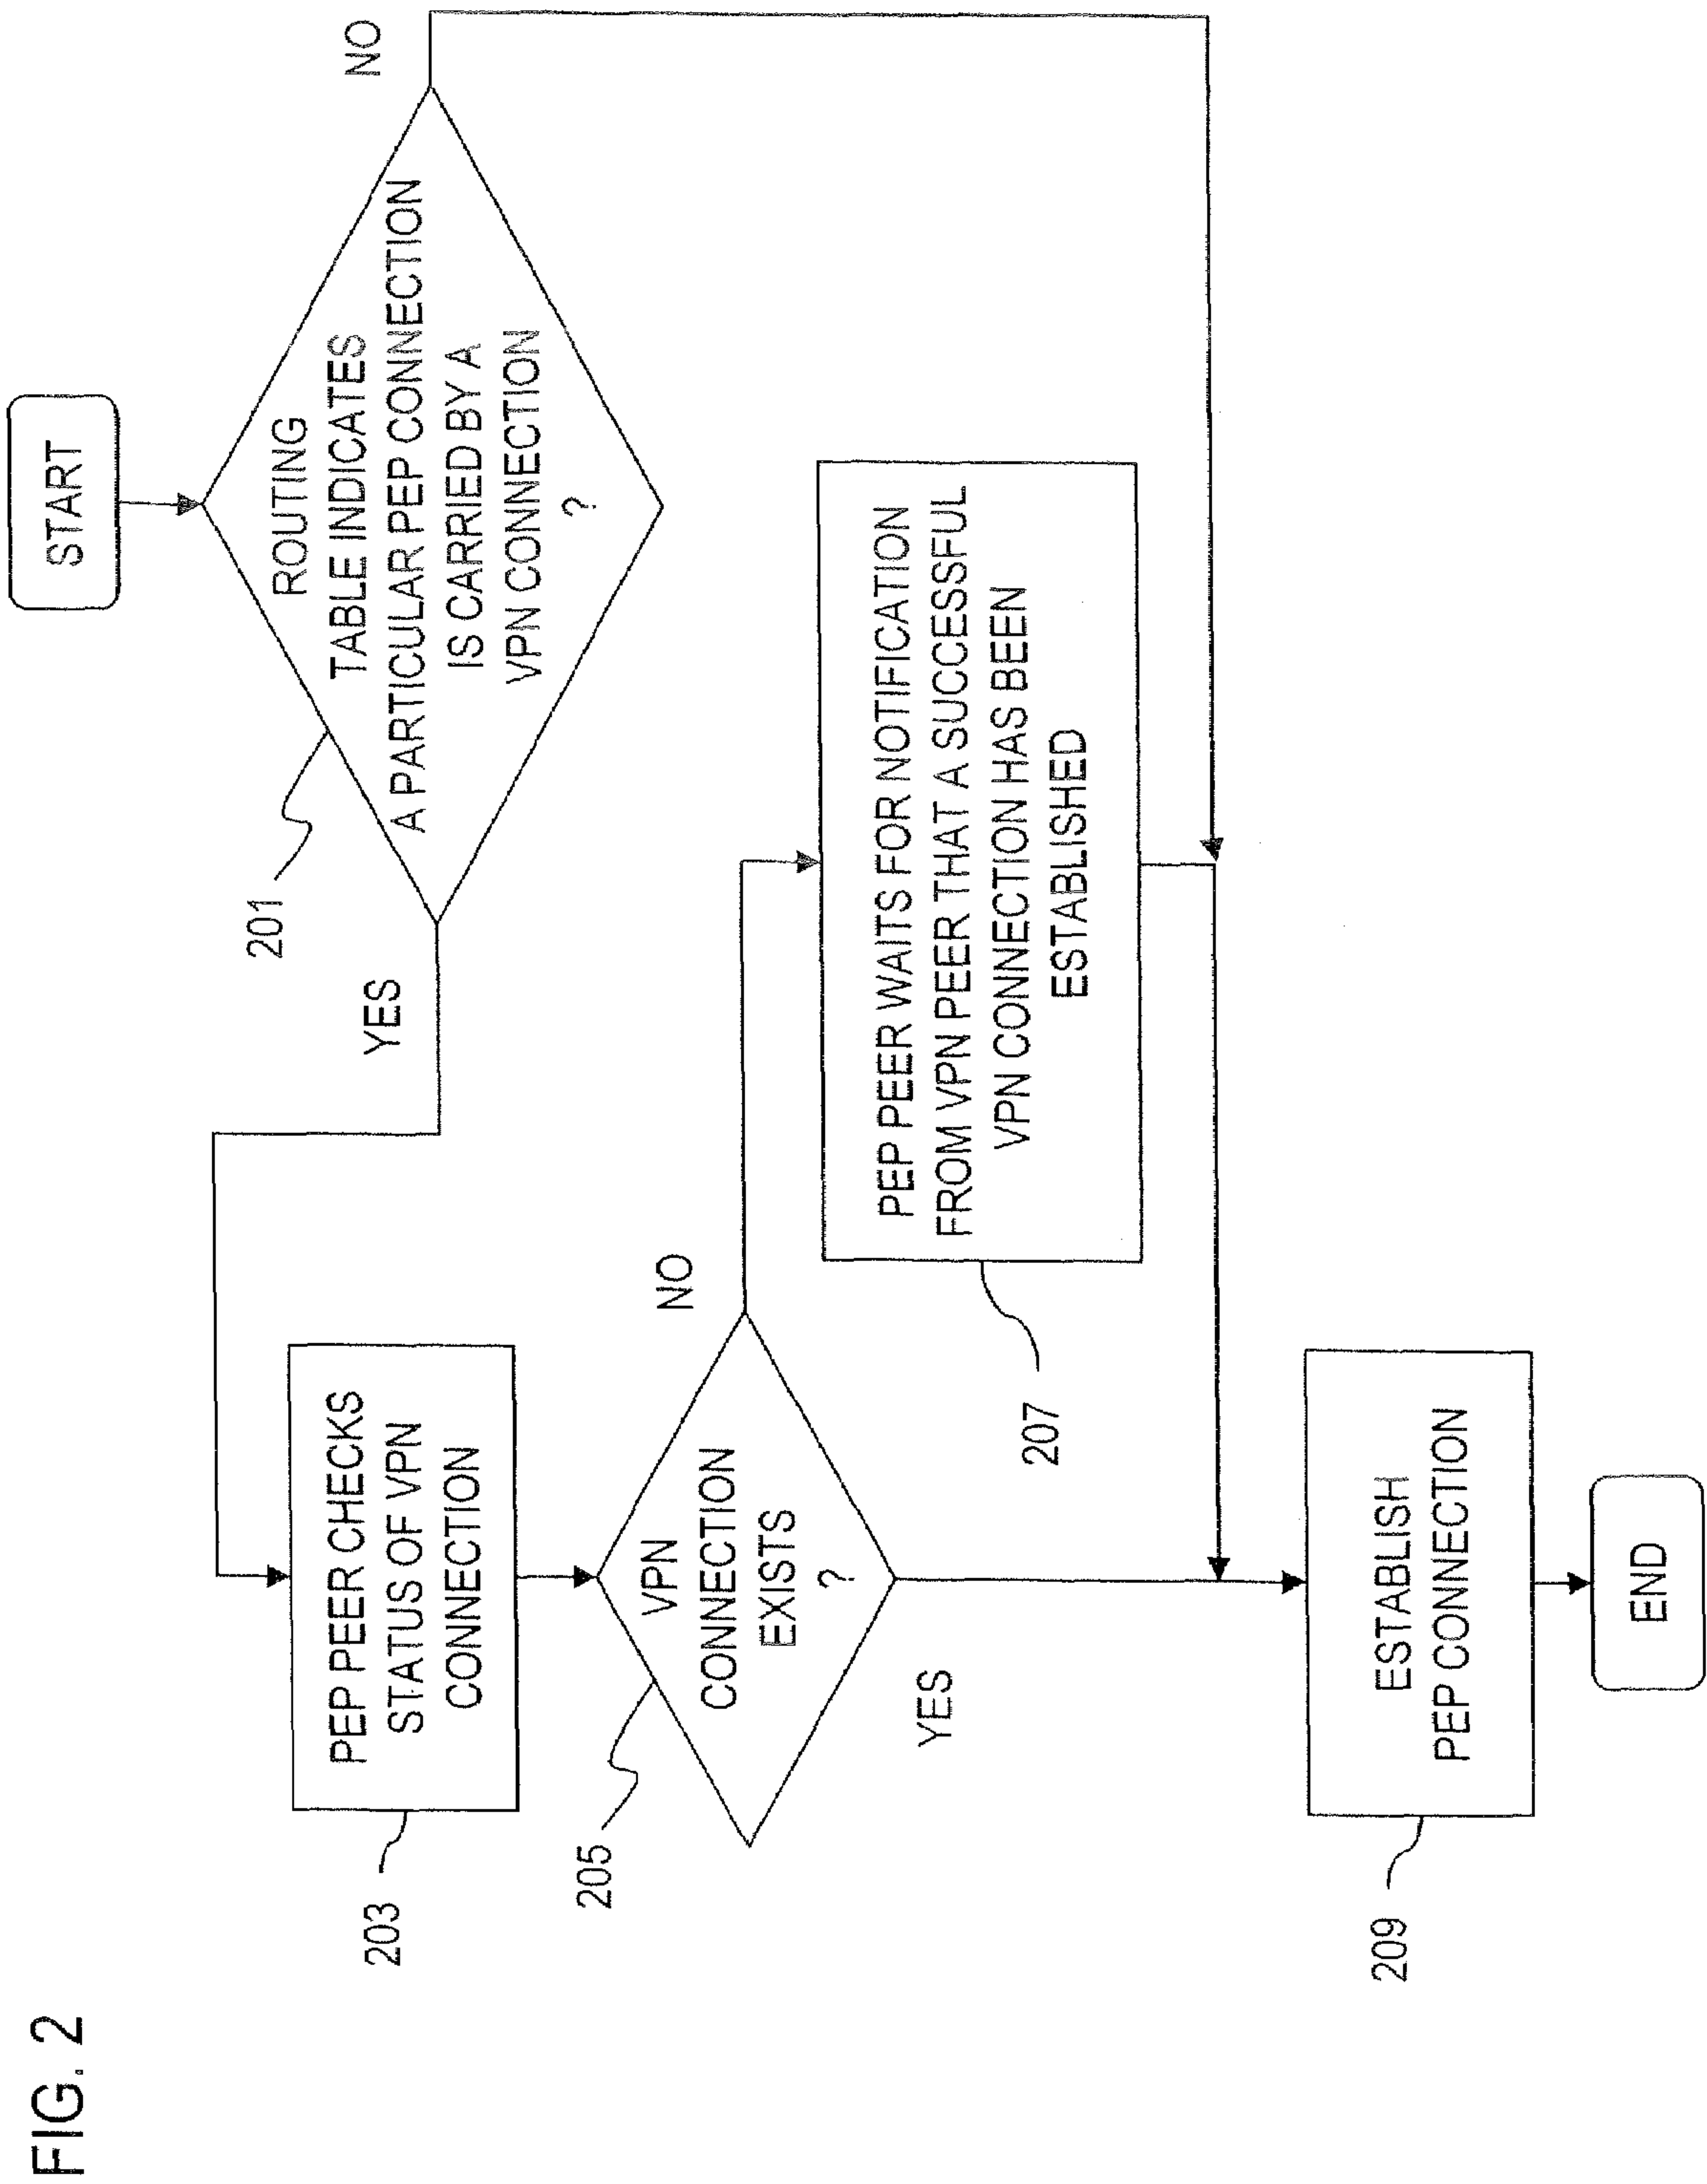 FIG. 2
START
ROUTING
TABLE INDICATES
A PARTICULAR PEP CONNECTION
IS CARRIED BY A
VPN CONNECTION
?
201
YES
NO
PEP PEER CHECKS
STATUS OF VPN
CONNECTION
203
VPN
CONNECTION
EXISTS
?
205
NO
YES
PEP PEER WAITS FOR NOTIFICATION
FROM VPN PEER THAT A SUCCESSFUL
VPN CONNECTION HAS BEEN
ESTABLISHED
207
ESTABLISH
PEP CONNECTION
209
END